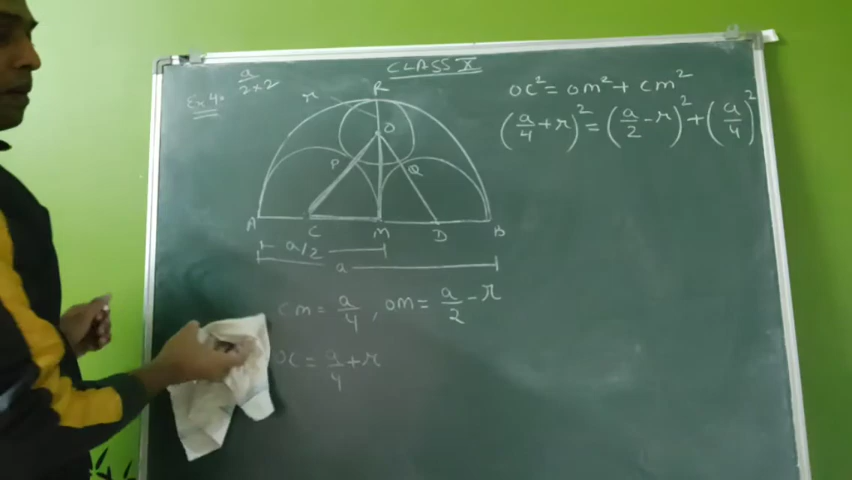 CLASS X
Ex 40
a/2×2
r
R
O
P
Q
A
C
M
D
B
a/2
a
cm = a/4, om = a/2 - r
oc = a/4 + r
oc² = om² + cm²
(a/4 + r)² = (a/2 - r)² + (a/4)²